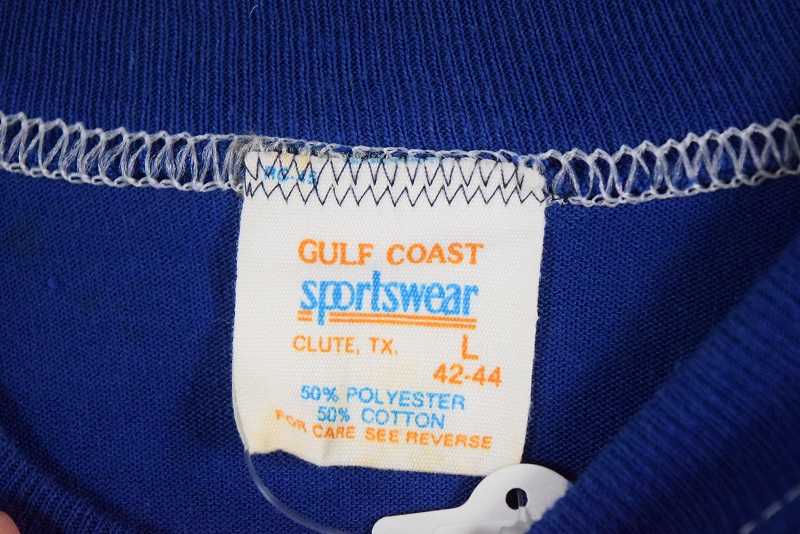 GULF COAST
sportswear
CLUTE, TX. L
42-44
50% POLYESTER
50% COTTON
FOR CARE SEE REVERSE